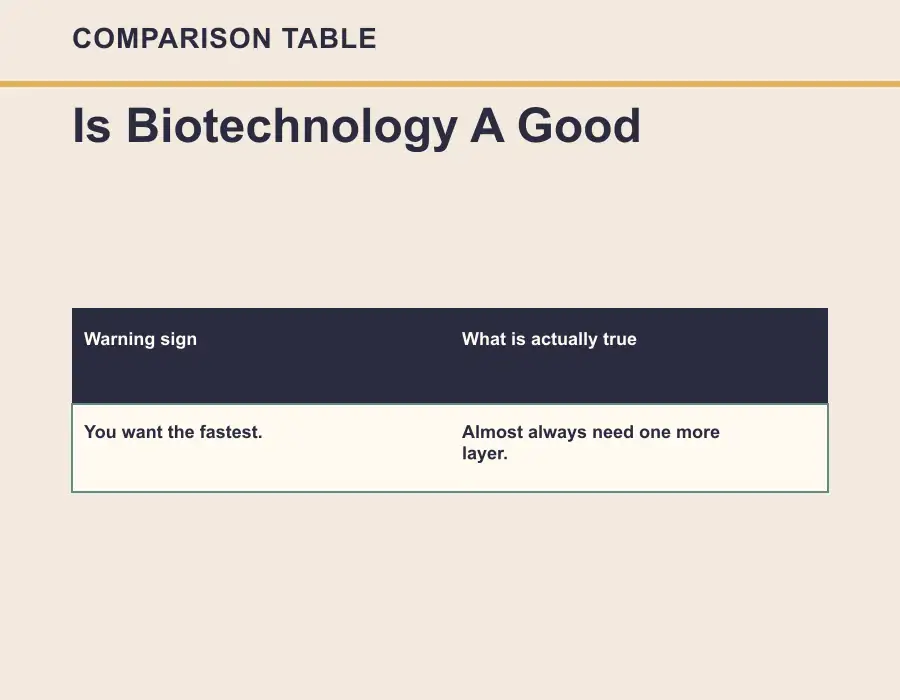 COMPARISON TABLE
Is Biotechnology A Good
Warning sign
What is actually true
You want the fastest.
Almost always need one more
layer.